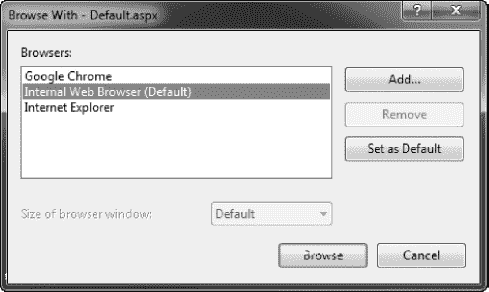 Browse With - Default.aspx
Browsers:
Google Chrome
Internal Web Browser (Default)
Internet Explorer
Add...
Remove
Set as Default
Size of browser window:
Default
Browse
Cancel